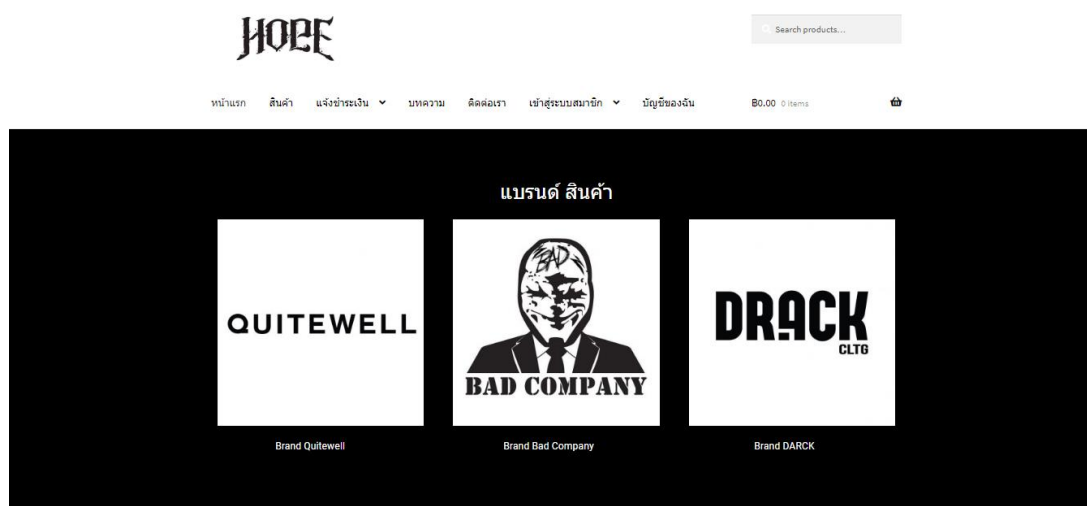 HOPE
Search products...
หน้าแรก สินค้า แจ้งชำระเงิน บทความ ติดต่อเรา เข้าสู่ระบบสมาชิก บัญชีของฉัน ฿0.00 0 items
แบรนด์ สินค้า
QUITEWELL
BAD
BAD COMPANY
DRACK
CLTG
Brand Quitewell
Brand Bad Company
Brand DARCK